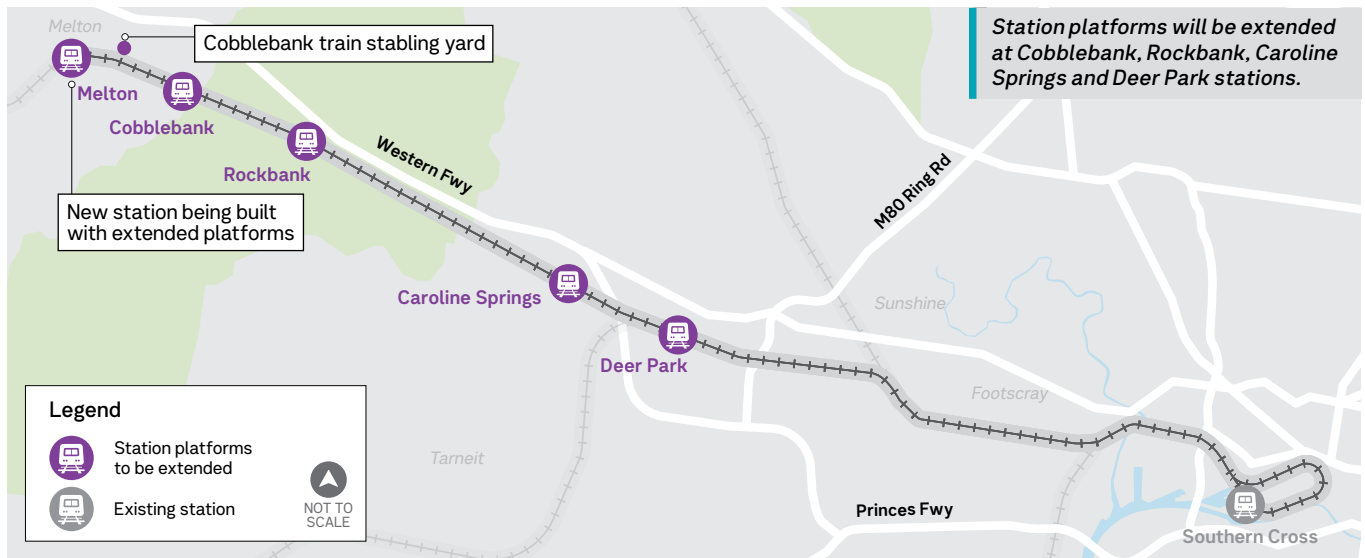 Melton
Cobblebank train stabling yard
Station platforms will be extended
at Cobblebank, Rockbank, Caroline
Springs and Deer Park stations.
Melton
Cobblebank
Rockbank
Western Fwy
M80 Ring Rd
New station being built
with extended platforms
Caroline Springs
Sunshine
Deer Park
Footscray
Legend
Station platforms
to be extended
Existing station
NOT TO
SCALE
Tarneit
Princes Fwy
Southern Cross